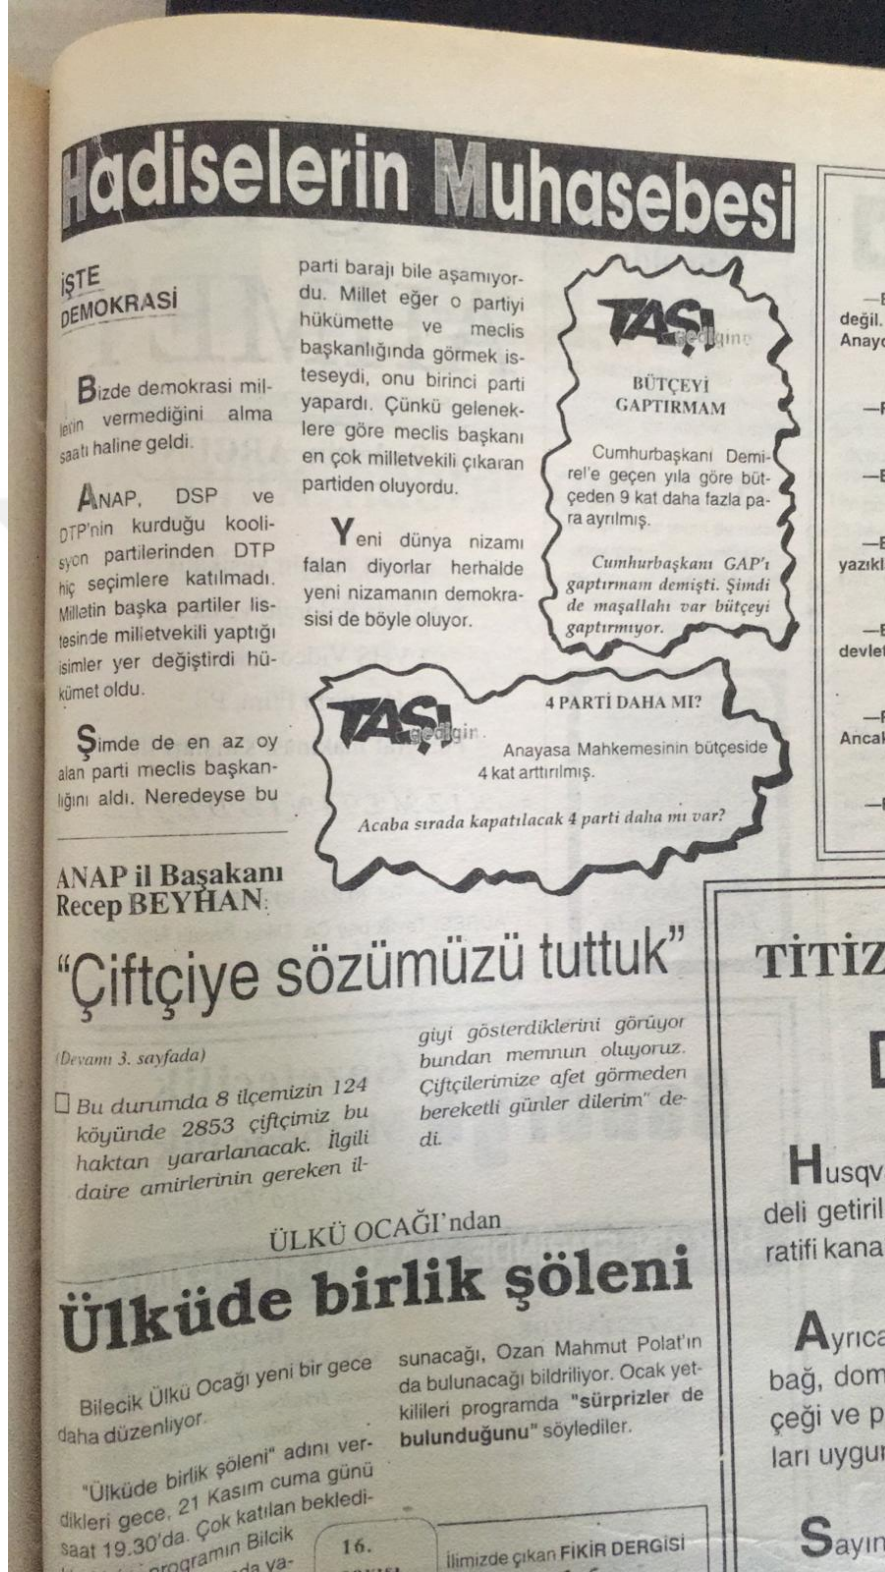 Hadiselerin Muhasebesi
İŞTE
DEMOKRASİ
Bizde demokrasi mil-
letin vermediğini alma
saatı haline geldi.
ANAP, DSP ve
DTP'nin kurduğu kooli-
syon partilerinden DTP
hiç seçimlere katılmadı.
Milletin başka partiler lis-
tesinde milletvekili yaptığı
isimler yer değiştirdi hü-
kümet oldu.
Şimde de en az oy
alan parti meclis başkan-
lığını aldı. Neredeyse bu
parti barajı bile aşamıyor-
du. Millet eğer o partiyi
hükümette ve meclis
başkanlığında görmek is-
teseydi, onu birinci parti
yapardı. Çünkü gelenek-
lere göre meclis başkanı
en çok milletvekili çıkaran
partiden oluyordu.
Yeni dünya nizamı
falan diyorlar herhalde
yeni nizamanın demokra-
sisi de böyle oluyor.
TAŞI
gediğine
BÜTÇEYİ
GAPTIRMAM
Cumhurbaşkanı Demi-
rel'e geçen yıla göre büt-
çeden 9 kat daha fazla pa-
ra ayrılmış.
Cumhurbaşkanı GAP'ı
gaptırmam demişti. Şimdi
de maşallahı var bütçeyi
gaptırmıyor.
TAŞI
gediğin
4 PARTİ DAHA MI?
Anayasa Mahkemesinin bütçeside
4 kat arttırılmış.
Acaba sırada kapatılacak 4 parti daha mı var?
ANAP il Başakanı
Recep BEYHAN:
"Çiftçiye sözümüzü tuttuk"
(Devamı 3. sayfada)
Bu durumda 8 ilçemizin 124
köyünde 2853 çiftçimiz bu
haktan yararlanacak. İlgili
daire amirlerinin gereken il-
giyi gösterdiklerini görüyor
bundan memnun oluyoruz.
Çiftçilerimize afet görmeden
bereketli günler dilerim" de-
di.
ÜLKÜ OCAĞI'ndan
Ülküde birlik şöleni
Bilecik Ülkü Ocağı yeni bir gece
daha düzenliyor.
"Ülküde birlik şöleni" adını ver-
dikleri gece, 21 Kasım cuma günü
saat 19.30'da. Çok katılan bekledi-
programın Bilcik
da ya-
sunacağı, Ozan Mahmut Polat'ın
da bulunacağı bildriliyor. Ocak yet-
kilileri programda "sürprizler de
bulunduğunu" söylediler.
16.
İlimizde çıkan FİKİR DERGİSİ
değil.
Anayo
yazıkl
devlet
Ancak
TİTİZ
Husqv
deli getiril
ratifi kana
Ayrıca
bağ, dom
çeği ve p
ları uygur
Sayın